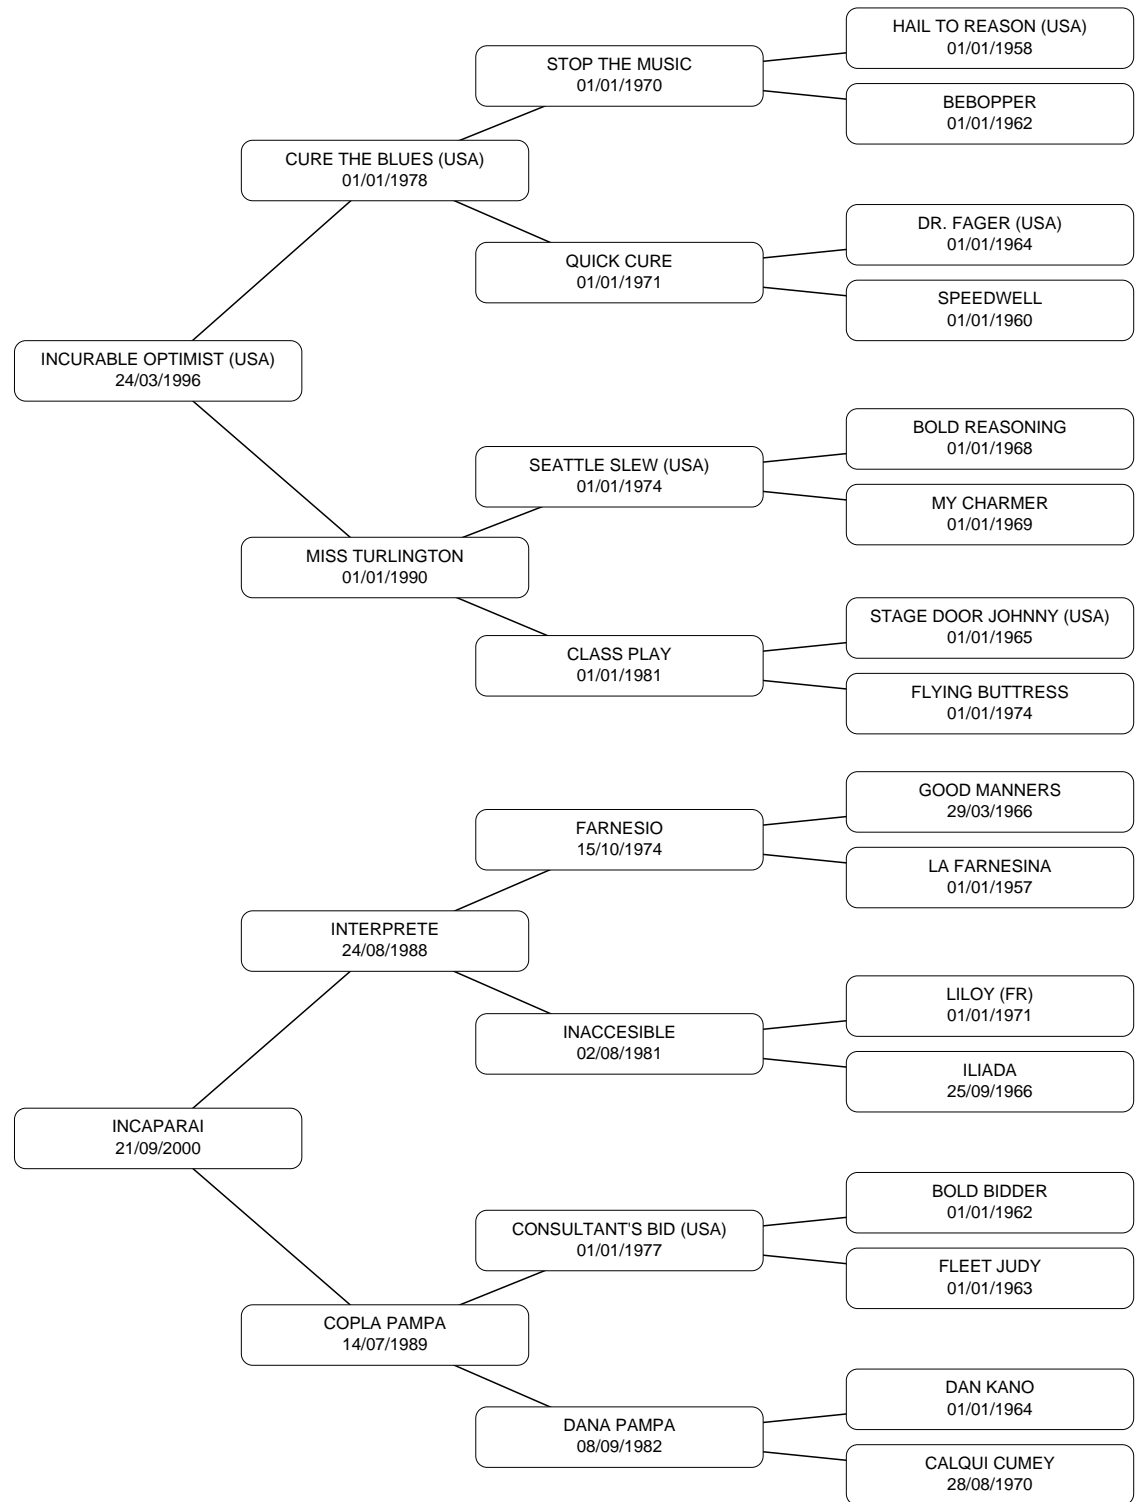 HAIL TO REASON (USA)
01/01/1958
STOP THE MUSIC
01/01/1970
BEBOPPER
01/01/1962
CURE THE BLUES (USA)
01/01/1978
DR. FAGER (USA)
01/01/1964
QUICK CURE
01/01/1971
SPEEDWELL
01/01/1960
INCURABLE OPTIMIST (USA)
24/03/1996
BOLD REASONING
01/01/1968
SEATTLE SLEW (USA)
01/01/1974
MY CHARMER
01/01/1969
MISS TURLINGTON
01/01/1990
STAGE DOOR JOHNNY (USA)
01/01/1965
CLASS PLAY
01/01/1981
FLYING BUTTRESS
01/01/1974
GOOD MANNERS
29/03/1966
FARNESIO
15/10/1974
LA FARNESINA
01/01/1957
INTERPRETE
24/08/1988
LILOY (FR)
01/01/1971
INACCESIBLE
02/08/1981
ILIADA
25/09/1966
INCAPARAI
21/09/2000
BOLD BIDDER
01/01/1962
CONSULTANT'S BID (USA)
01/01/1977
FLEET JUDY
01/01/1963
COPLA PAMPA
14/07/1989
DAN KANO
01/01/1964
DANA PAMPA
08/09/1982
CALQUI CUMEY
28/08/1970